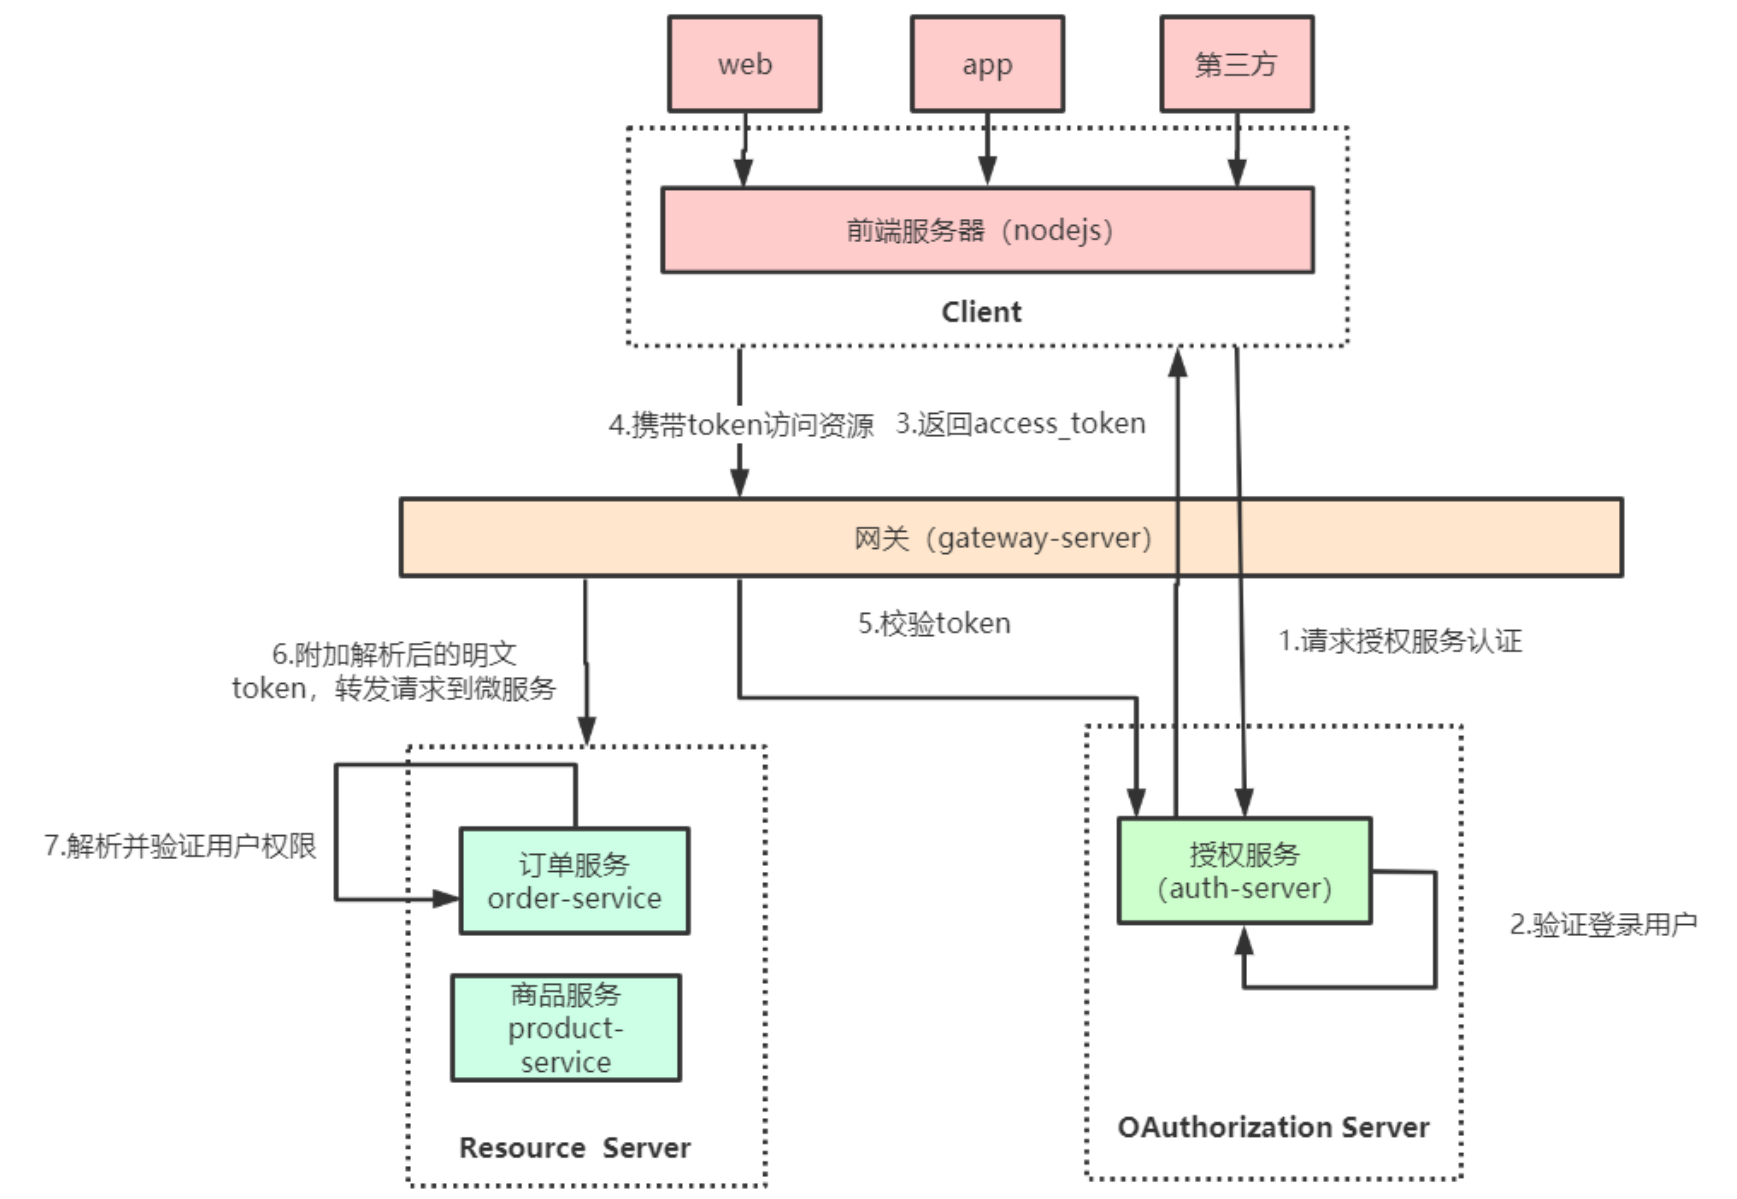 web
app
第三方
前端服务器（nodejs）
Client
4.携带token访问资源
3.返回access_token
网关（gateway-server）
5.校验token
1.请求授权服务认证
6.附加解析后的明文
token，转发请求到微服务
7.解析并验证用户权限
订单服务
order-service
授权服务
（auth-server）
2.验证登录用户
商品服务
product-
service
OAuthorization Server
Resource Server